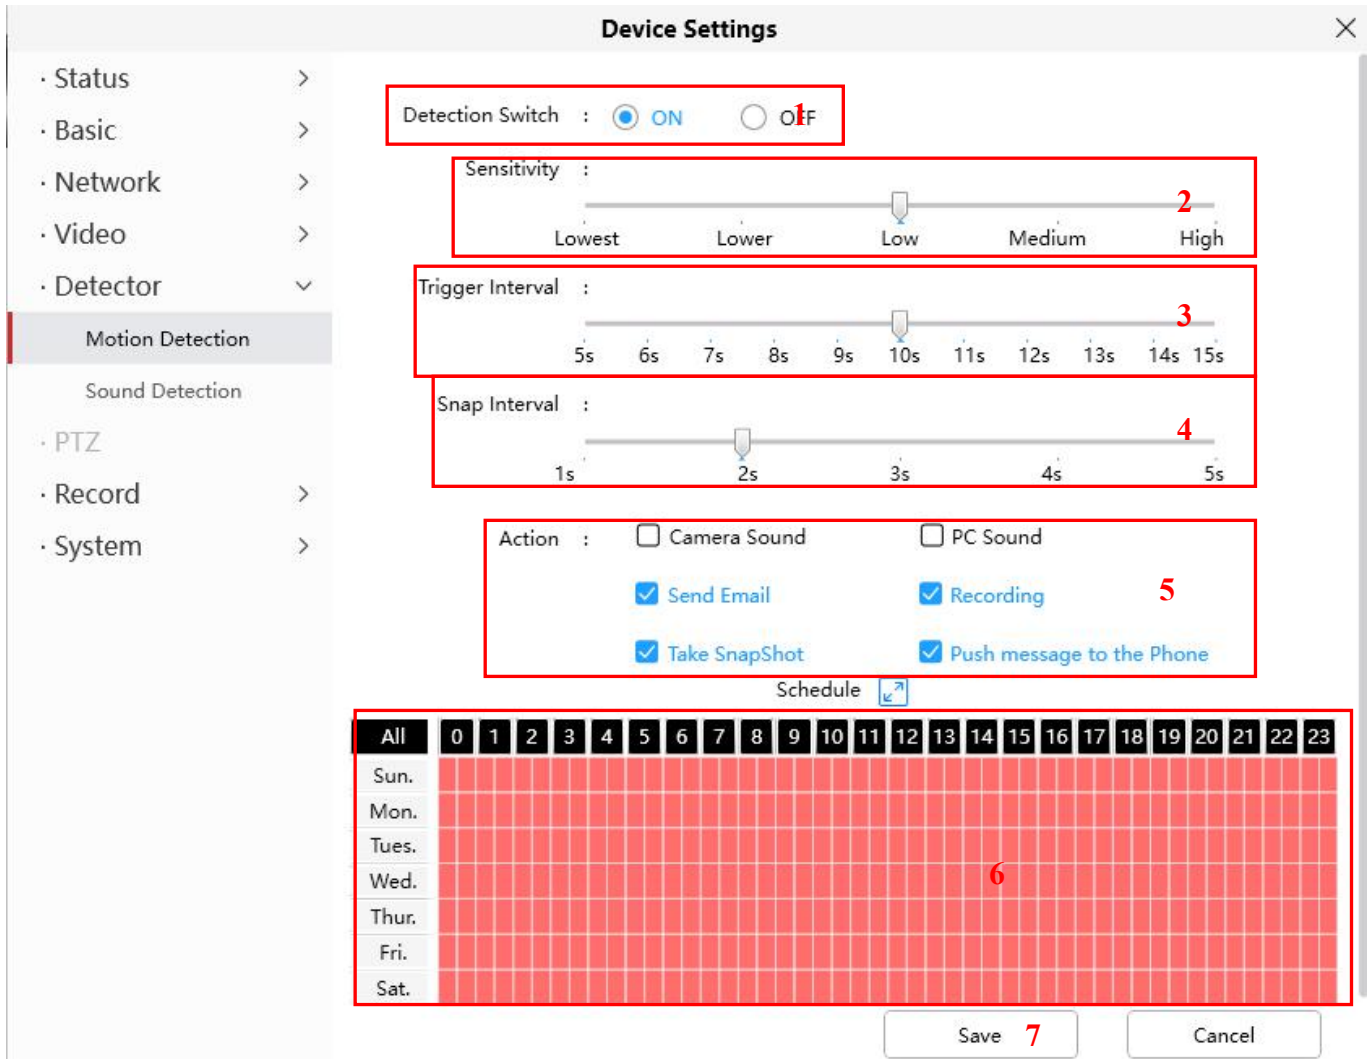 Device Settings
· Status
· Basic
· Network
· Video
· Detector
Motion Detection
Sound Detection
· PTZ
· Record
· System
Detection Switch : ON OFF 1
Sensitivity :
2
Lowest Lower Low Medium High
Trigger Interval :
3
5s 6s 7s 8s 9s 10s 11s 12s 13s 14s 15s
Snap Interval :
4
1s 2s 3s 4s 5s
Action : Camera Sound PC Sound
Send Email Recording 5
Take SnapShot Push message to the Phone
Schedule
All 0 1 2 3 4 5 6 7 8 9 10 11 12 13 14 15 16 17 18 19 20 21 22 23
Sun.
Mon.
Tues.
Wed. 6
Thur.
Fri.
Sat.
Save 7 Cancel